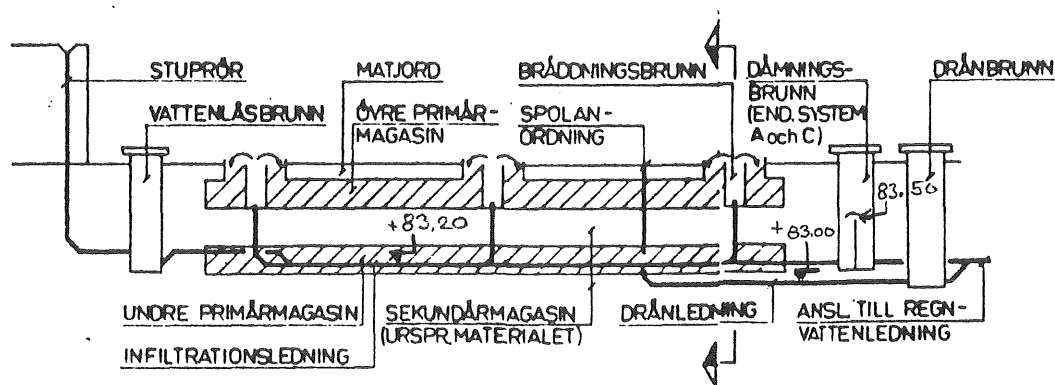 STUPRÖR
MATJORD
BRÄDDNINGSBRUNN
DÄMNINGS-
BRUNN
(END. SYSTEM
A och C)
DRÄNBRUNN
VATTENLÅSBRUNN
ÖVRE PRIMÄR-
MAGASIN
SPOLAN-
ORDNING
83.50
+83,20
+83.00
UNDRE PRIMÄRMAGASIN
SEKUNDÄRMAGASIN
(URSPR. MATERIALET)
DRÄNLEDNING
ANSL. TILL REGN-
VATTENLEDNING
INFILTRATIONSLEDNING